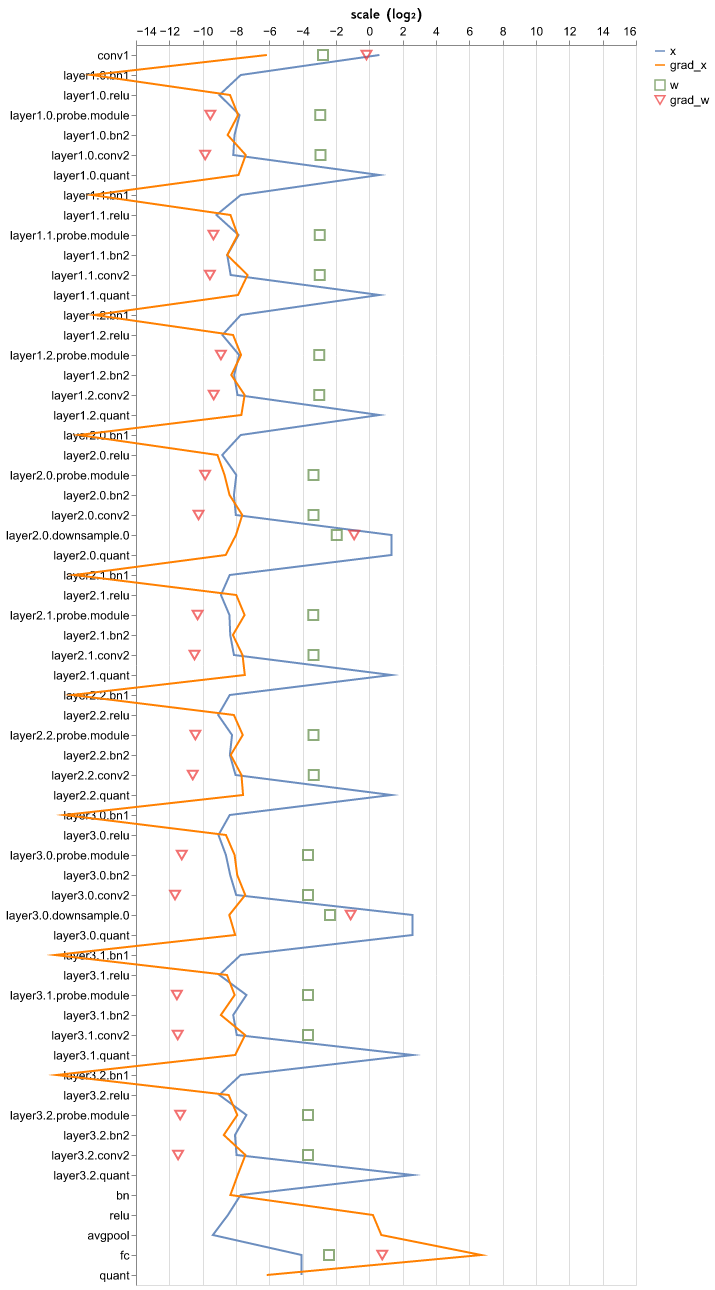 scale (log₂)
−14 −12 −10 −8 −6 −4 −2 0 2 4 6 8 10 12 14 16
x
grad_x
w
grad_w
conv1
layer1.0.bn1
layer1.0.relu
layer1.0.probe.module
layer1.0.bn2
layer1.0.conv2
layer1.0.quant
layer1.1.bn1
layer1.1.relu
layer1.1.probe.module
layer1.1.bn2
layer1.1.conv2
layer1.1.quant
layer1.2.bn1
layer1.2.relu
layer1.2.probe.module
layer1.2.bn2
layer1.2.conv2
layer1.2.quant
layer2.0.bn1
layer2.0.relu
layer2.0.probe.module
layer2.0.bn2
layer2.0.conv2
layer2.0.downsample.0
layer2.0.quant
layer2.1.bn1
layer2.1.relu
layer2.1.probe.module
layer2.1.bn2
layer2.1.conv2
layer2.1.quant
layer2.2.bn1
layer2.2.relu
layer2.2.probe.module
layer2.2.bn2
layer2.2.conv2
layer2.2.quant
layer3.0.bn1
layer3.0.relu
layer3.0.probe.module
layer3.0.bn2
layer3.0.conv2
layer3.0.downsample.0
layer3.0.quant
layer3.1.bn1
layer3.1.relu
layer3.1.probe.module
layer3.1.bn2
layer3.1.conv2
layer3.1.quant
layer3.2.bn1
layer3.2.relu
layer3.2.probe.module
layer3.2.bn2
layer3.2.conv2
layer3.2.quant
bn
relu
avgpool
fc
quant